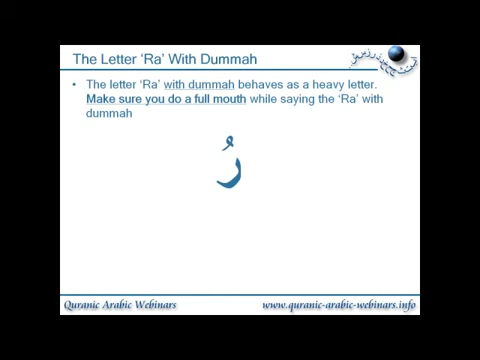 The Letter ‘Ra’ With Dummah
• The letter ‘Ra’ with dummah behaves as a heavy letter.
Make sure you do a full mouth while saying the ‘Ra’ with
dummah
رُ
Quranic Arabic Webinars
www.quranic-arabic-webinars.info